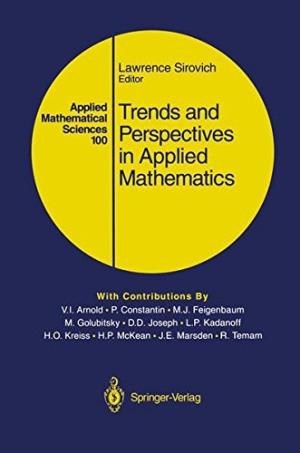 Lawrence Sirovich
Editor
Applied
Mathematical
Sciences
100
Trends and
Perspectives
in Applied
Mathematics
With Contributions By
V.I. Arnold • P. Constantin • M.J. Feigenbaum
M. Golubitsky • D.D. Joseph • L.P. Kadanoff
H.O. Kreiss • H.P. McKean • J.E. Marsden • R. Temam
Springer-Verlag